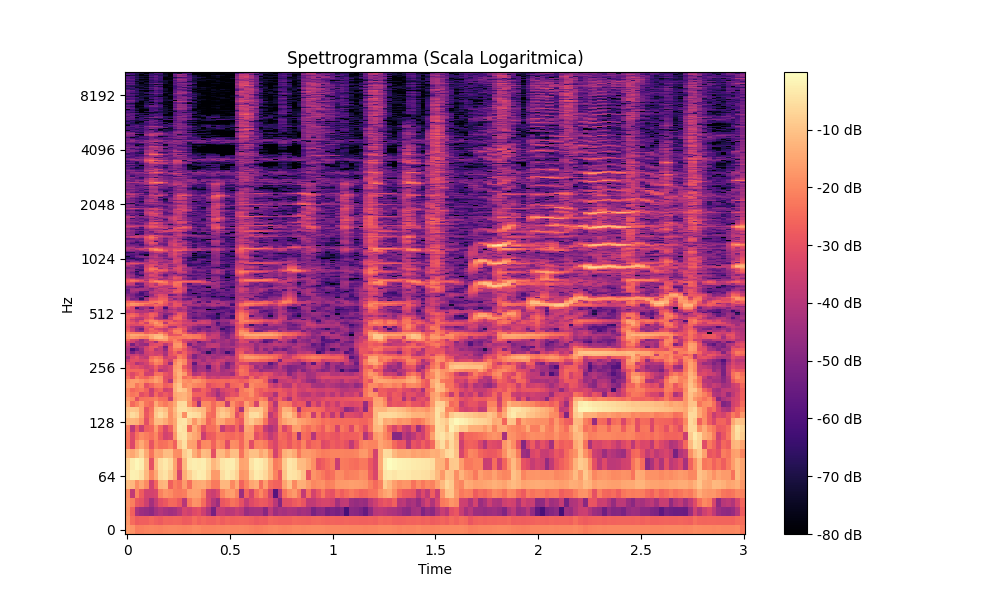 Spettrogramma (Scala Logaritmica)
Hz
8192
4096
2048
1024
512
256
128
64
0
0
0.5
1
1.5
2
2.5
3
Time
-10 dB
-20 dB
-30 dB
-40 dB
-50 dB
-60 dB
-70 dB
-80 dB